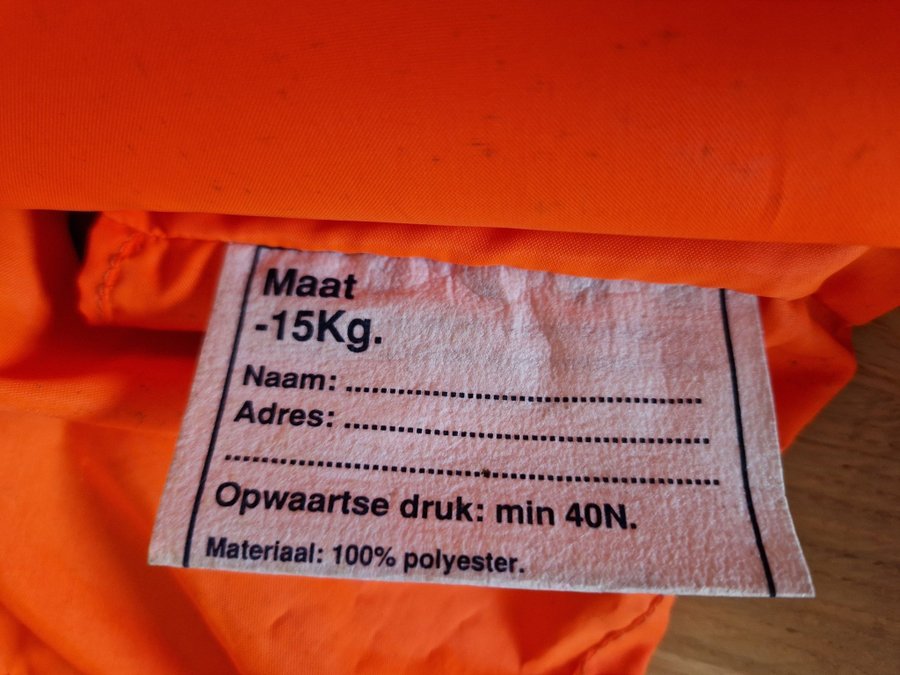 Maat
-15Kg.
Naam: ................................................
Adres: ................................................
................................................................
Opwaartse druk: min 40N.
Materiaal: 100% polyester.